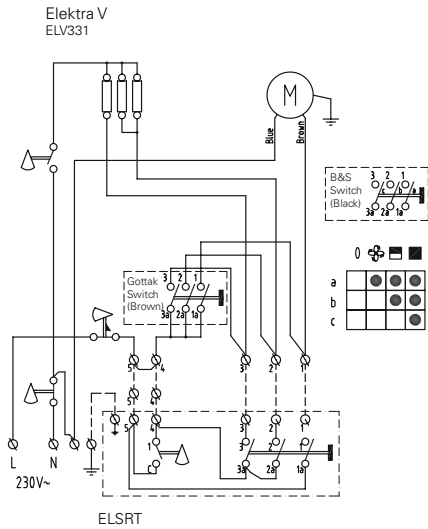 Elektra V
ELV331
M
Blue
Brown
B&S
Switch
(Black)
3 2 1
c b a
3a 2a 1a
Gottak
Switch
(Brown)
3 2 1
3a 2a 1a
0
a
b
c
5 4 3 2 1
5 4
5 4 3 2 1
1
C
3a 2a 1a
L N
230V~
ELSRT